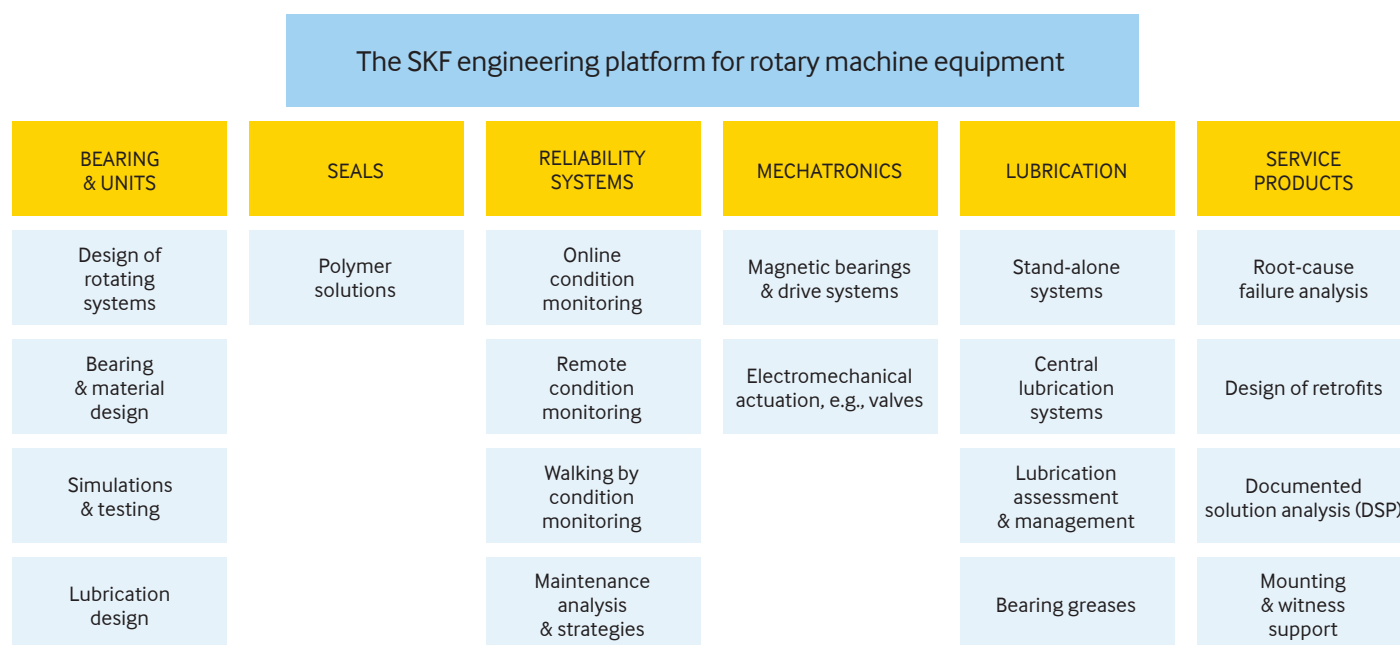 The SKF engineering platform for rotary machine equipment
BEARING
& UNITS
SEALS
RELIABILITY
SYSTEMS
MECHATRONICS
LUBRICATION
SERVICE
PRODUCTS
Design of
rotating
systems
Polymer
solutions
Online
condition
monitoring
Magnetic bearings
& drive systems
Stand-alone
systems
Root-cause
failure analysis
Bearing
& material
design
Remote
condition
monitoring
Electromechanical
actuation, e.g., valves
Central
lubrication
systems
Design of retrofits
Simulations
& testing
Walking by
condition
monitoring
Lubrication
assessment
& management
Documented
solution analysis (DSP)
Lubrication
design
Maintenance
analysis
& strategies
Bearing greases
Mounting
& witness
support